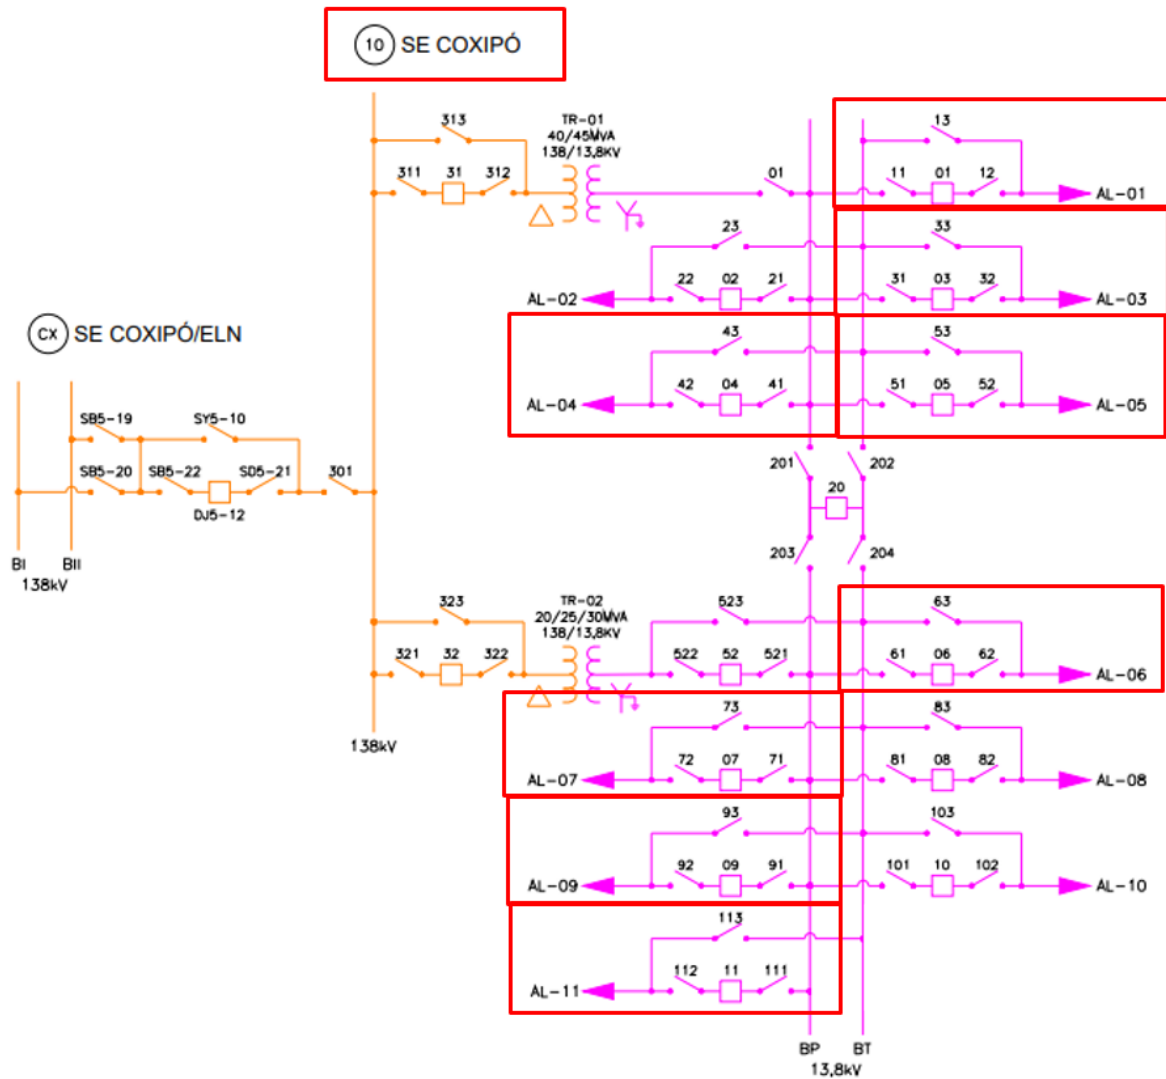 10 SE COXIPÓ
313
TR-01
40/45MVA
138/13,8KV
13
311 31 312
01
11 01 12
AL-01
23
33
22 02 21
31 03 32
AL-02
AL-03
CX SE COXIPÓ/ELN
43
53
42 04 41
51 05 52
AL-04
AL-05
SB5-19 SY5-10
201 202
SB5-20 SB5-22 SD5-21 301
20
DJ5-12
BI BII
138kV
203 204
323
TR-02
20/25/30MVA
138/13,8KV
523
63
321 32 322
522 52 521
61 06 62
AL-06
73
83
138kV
72 07 71
81 08 82
AL-07
AL-08
93
103
92 09 91
101 10 102
AL-09
AL-10
113
112 11 111
AL-11
BP BT
13,8kV